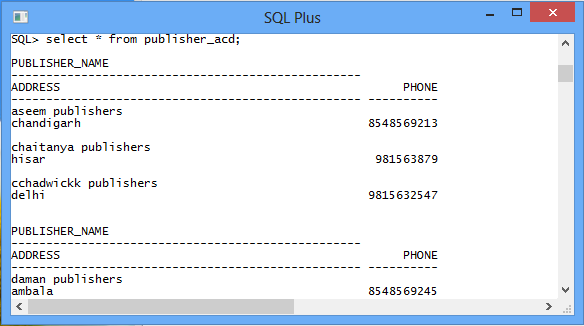 SQL Plus
SQL> select * from publisher_acd;
PUBLISHER_NAME
--------------------------------------------------
ADDRESS PHONE
-------------------------------------------------- ----------
aseem publishers
chandigarh 8548569213
chaitanya publishers
hisar 981563879
cchadwickk publishers
delhi 9815632547
PUBLISHER_NAME
--------------------------------------------------
ADDRESS PHONE
-------------------------------------------------- ----------
daman publishers
ambala 8548569245